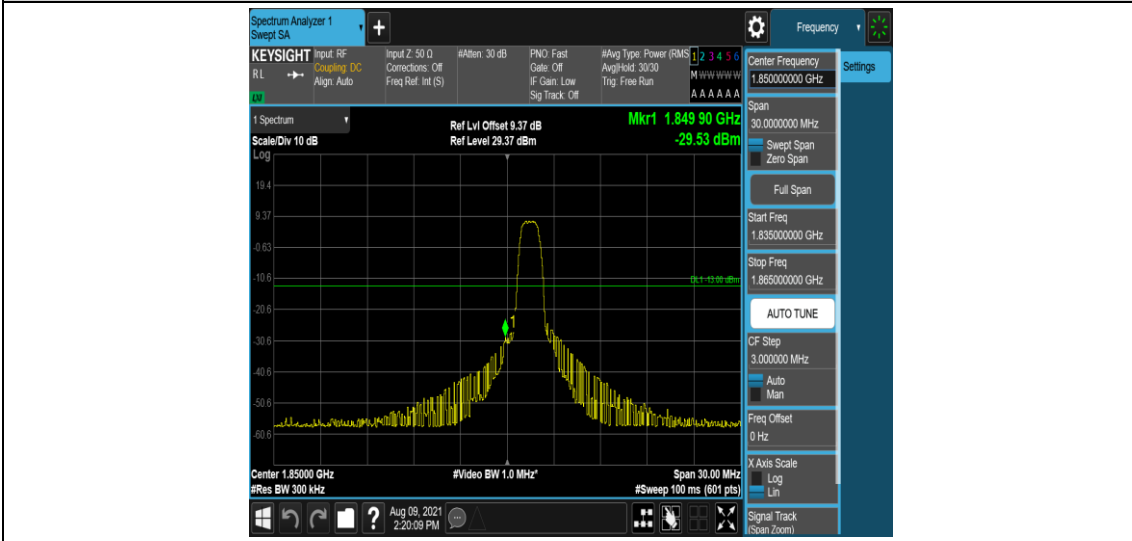 Spectrum Analyzer 1
Swept SA
+
Frequency
KEYSIGHT
RL
Input: RF
Coupling: DC
Align: Auto
Input Z: 50 Ω
Corrections: Off
Freq Ref: Int (S)
#Atten: 30 dB
PNO: Fast
Gate: Off
IF Gain: Low
Sig Track: Off
#Avg Type: Power (RMS
Avg|Hold: 30/30
Trig: Free Run
1 2 3 4 5 6
M W W W W W
A A A A A A
1 Spectrum
Scale/Div 10 dB
Log
Ref Lvl Offset 9.37 dB
Ref Level 29.37 dBm
Mkr1 1.849 90 GHz
-29.53 dBm
19.4
9.37
-0.63
-10.6
DL1 -13.00 dBm
-20.6
1
-30.6
-40.6
-50.6
-60.6
Center 1.85000 GHz
#Res BW 300 kHz
#Video BW 1.0 MHz*
Span 30.00 MHz
#Sweep 100 ms (601 pts)
?
Aug 09, 2021
2:20:09 PM
Center Frequency
1.850000000 GHz
Settings
Span
30.0000000 MHz
Swept Span
Zero Span
Full Span
Start Freq
1.835000000 GHz
Stop Freq
1.865000000 GHz
AUTO TUNE
CF Step
3.000000 MHz
Auto
Man
Freq Offset
0 Hz
X Axis Scale
Log
Lin
Signal Track
(Span Zoom)